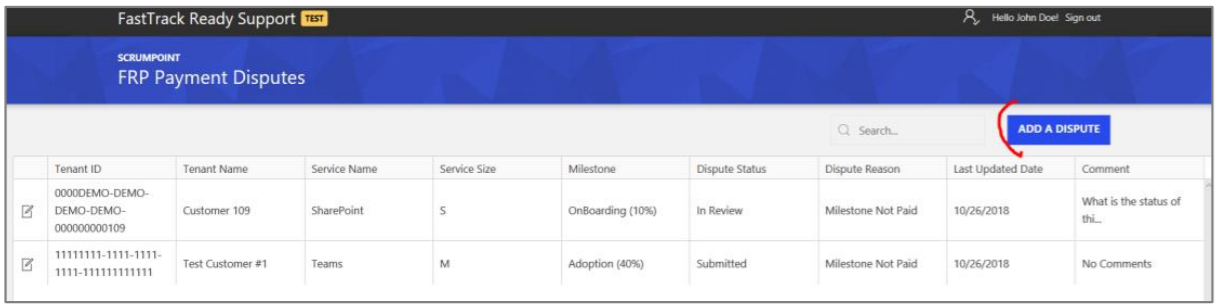 FastTrack Ready Support TEST
Hello John Doe! Sign out
SCRUMPOINT
FRP Payment Disputes
Search...
ADD A DISPUTE
Tenant ID Tenant Name Service Name Service Size Milestone Dispute Status Dispute Reason Last Updated Date Comment
0000DEMO-DEMO-
DEMO-DEMO-
000000000109
Customer 109 SharePoint S OnBoarding (10%) In Review Milestone Not Paid 10/26/2018
What is the status of
thi...
11111111-1111-1111-
1111-111111111111
Test Customer #1 Teams M Adoption (40%) Submitted Milestone Not Paid 10/26/2018 No Comments